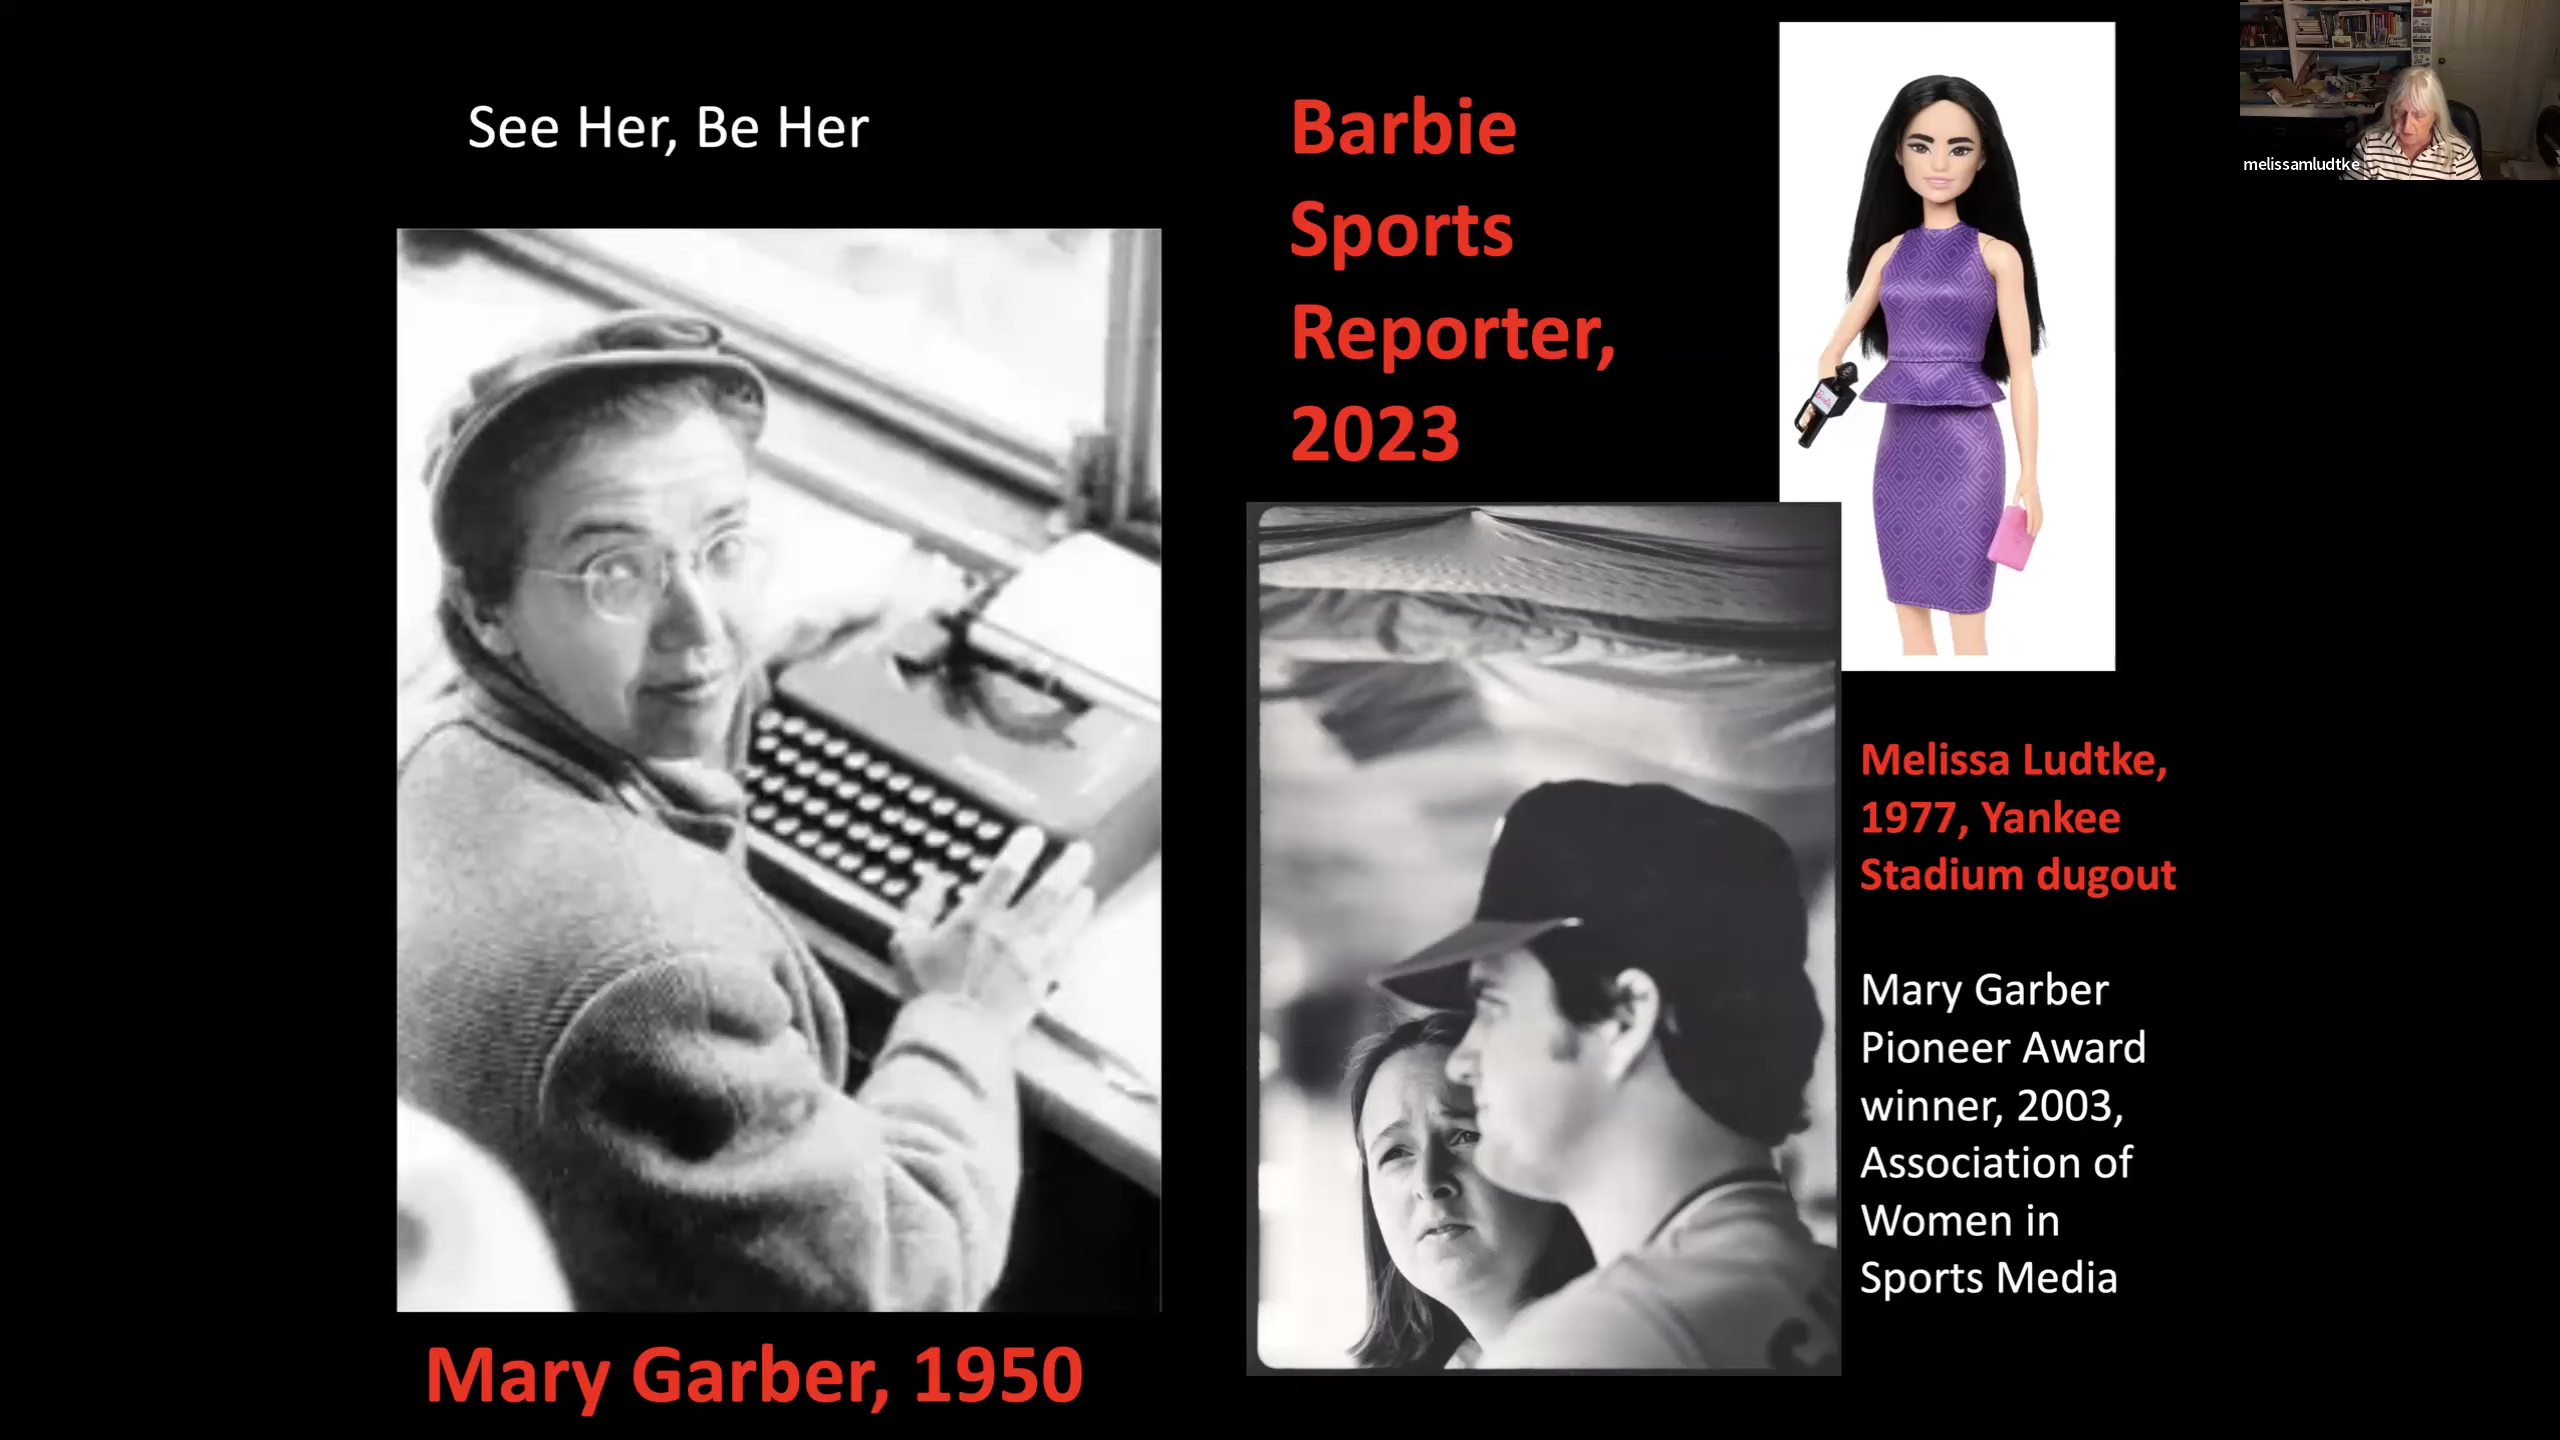 See Her, Be Her
Mary Garber, 1950
Barbie
Sports
Reporter,
2023
Barbie
Melissa Ludtke,
1977, Yankee
Stadium dugout
Mary Garber
Pioneer Award
winner, 2003,
Association of
Women in
Sports Media
melissamludtke